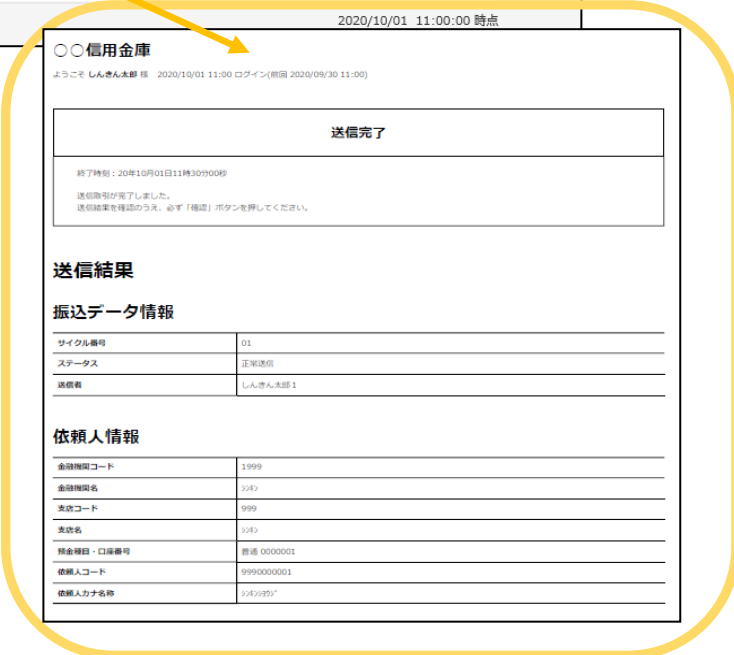 2020/10/01 11:00:00 時点
○○信用金庫
ようこそ しんきん太郎 様 2020/10/01 11:00 ログイン(前回 2020/09/30 11:00)
送信完了
終了時刻：20年10月01日11時30分00秒
送信取引が完了しました。
送信結果を確認のうえ、必ず「確認」ボタンを押してください。
送信結果
振込データ情報
サイクル番号 01
ステータス 正常送信
送信者 しんきん太郎1
依頼人情報
金融機関コード 1999
金融機関名 ｼﾝｷﾝ
支店コード 999
支店名 ｼﾝｷﾝ
預金種目・口座番号 普通 0000001
依頼人コード 9990000001
依頼人カナ名称 ｼﾝｷﾝｼﾖｳｼﾞ